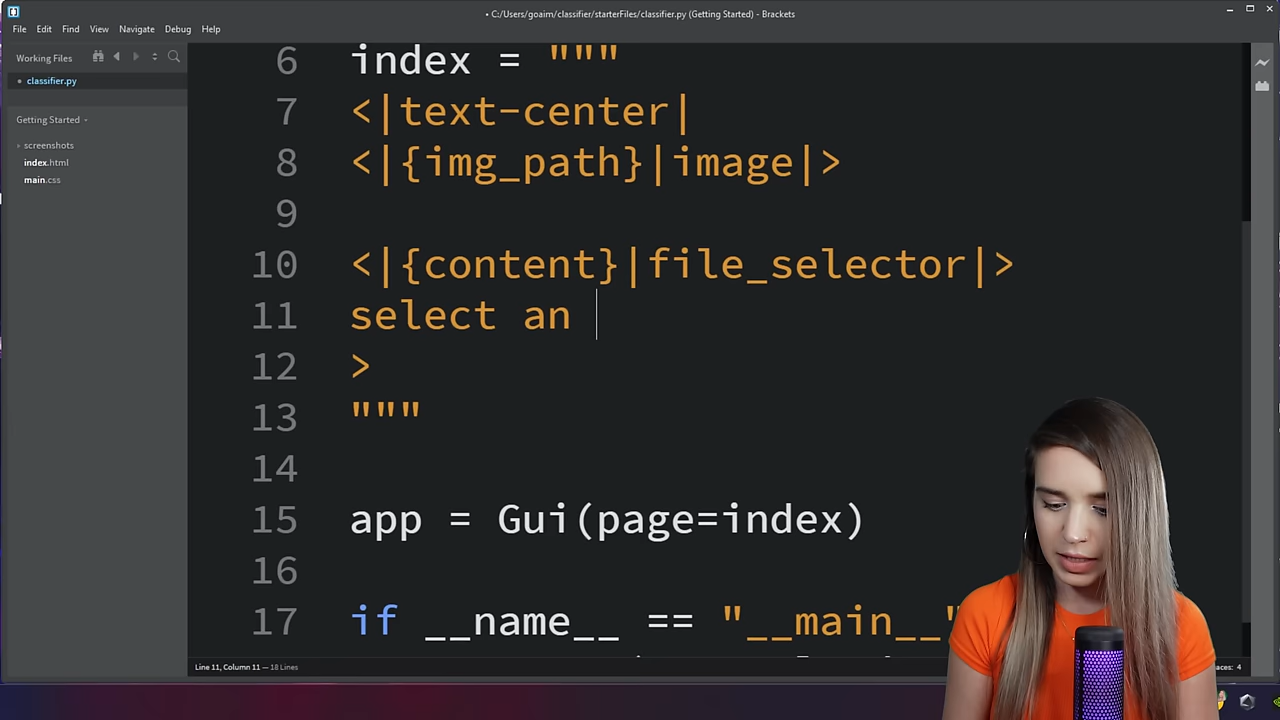 • C:/Users/goaim/classifier/starterFiles/classifier.py (Getting Started) - Brackets
File Edit Find View Navigate Debug Help
Working Files
• classifier.py
Getting Started
screenshots
index.html
main.css
6 index = """
7 <|text-center|
8 <|{img_path}|image|>
9
10 <|{content}|file_selector|>
11 select an
12 >
13 """
14
15 app = Gui(page=index)
16
17 if __name__ == "__main__"
Line 11, Column 11 — 18 Lines
aces: 4